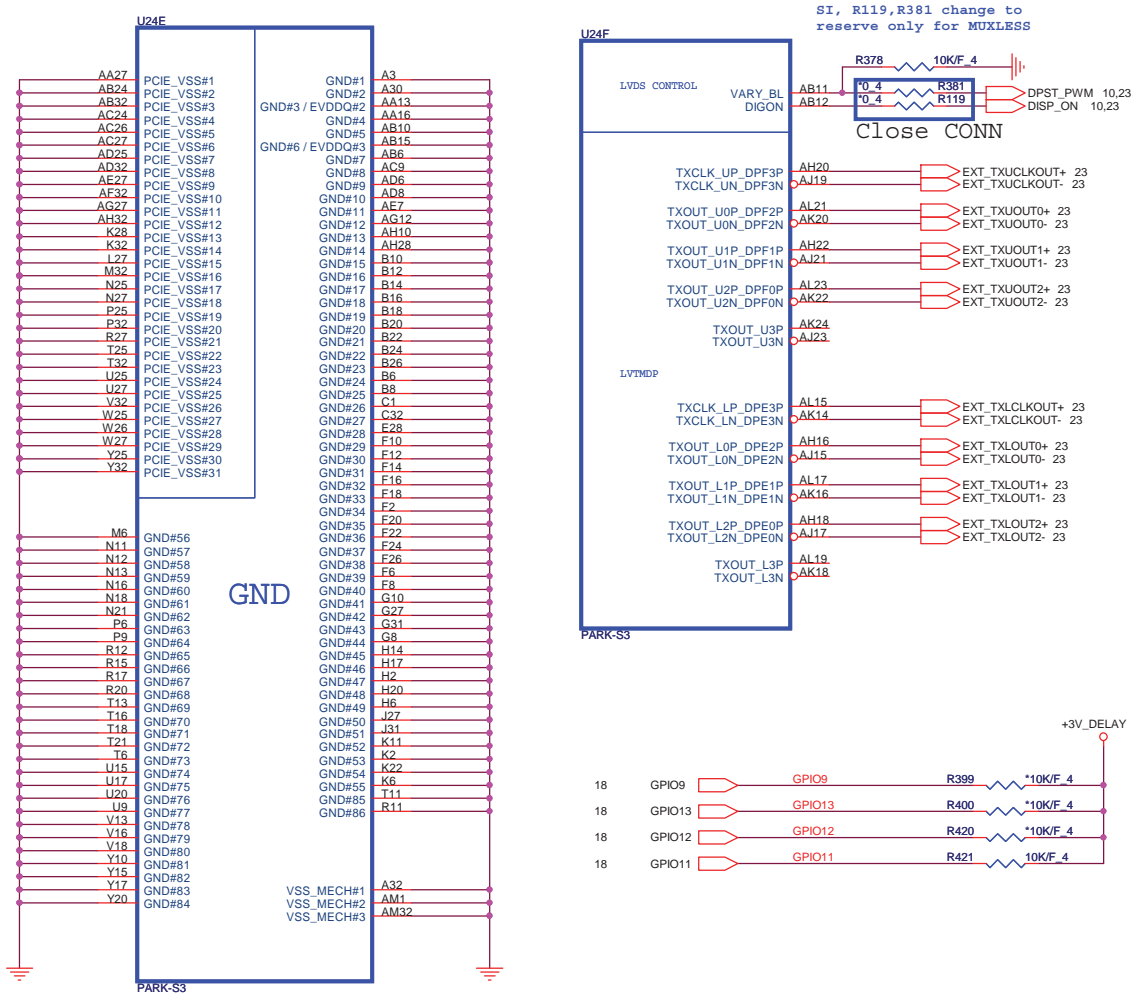 U24E
AA27 PCIE_VSS#1
AB24 PCIE_VSS#2
AB32 PCIE_VSS#3
AC24 PCIE_VSS#4
AC26 PCIE_VSS#5
AC27 PCIE_VSS#6
AD25 PCIE_VSS#7
AD32 PCIE_VSS#8
AE27 PCIE_VSS#9
AF32 PCIE_VSS#10
AG27 PCIE_VSS#11
AH32 PCIE_VSS#12
K28 PCIE_VSS#13
K32 PCIE_VSS#14
L27 PCIE_VSS#15
M32 PCIE_VSS#16
N25 PCIE_VSS#17
N27 PCIE_VSS#18
P25 PCIE_VSS#19
P32 PCIE_VSS#20
R27 PCIE_VSS#21
T25 PCIE_VSS#22
T32 PCIE_VSS#23
U25 PCIE_VSS#24
U27 PCIE_VSS#25
V32 PCIE_VSS#26
W25 PCIE_VSS#27
W26 PCIE_VSS#28
W27 PCIE_VSS#29
Y25 PCIE_VSS#30
Y32 PCIE_VSS#31
M6 GND#56
N11 GND#57
N12 GND#58
N13 GND#59
N16 GND#60
N18 GND#61
N21 GND#62
P6 GND#63
P9 GND#64
R12 GND#65
R15 GND#66
R17 GND#67
R20 GND#68
T13 GND#69
T16 GND#70
T18 GND#71
T21 GND#72
T6 GND#73
U15 GND#74
U17 GND#75
U20 GND#76
U9 GND#77
V13 GND#78
V16 GND#79
V18 GND#80
Y10 GND#81
Y15 GND#82
Y17 GND#83
Y20 GND#84
GND
GND#1 A3
GND#2 A30
GND#3 / EVDDQ#2 AA13
GND#4 AA16
GND#5 AB10
GND#6 / EVDDQ#3 AB15
GND#7 AB6
GND#8 AC9
GND#9 AD6
GND#10 AD8
GND#11 AE7
GND#12 AG12
GND#13 AH10
GND#14 AH28
GND#15 B10
GND#16 B12
GND#17 B14
GND#18 B16
GND#19 B18
GND#20 B20
GND#21 B22
GND#22 B24
GND#23 B26
GND#24 B6
GND#25 B8
GND#26 C1
GND#27 C32
GND#28 E28
GND#29 F10
GND#30 F12
GND#31 F14
GND#32 F16
GND#33 F18
GND#34 F2
GND#35 F20
GND#36 F22
GND#37 F24
GND#38 F26
GND#39 F6
GND#40 F8
GND#41 G10
GND#42 G27
GND#43 G31
GND#44 G8
GND#45 H14
GND#46 H17
GND#47 H2
GND#48 H20
GND#49 H6
GND#50 J27
GND#51 J31
GND#52 K11
GND#53 K2
GND#54 K22
GND#55 K6
GND#85 T11
GND#86 R11
VSS_MECH#1 A32
VSS_MECH#2 AM1
VSS_MECH#3 AM32
PARK-S3
SI, R119,R381 change to
reserve only for MUXLESS
U24F
LVDS CONTROL
R378 10K/F_4
VARY_BL AB11 *0_4 R381 DPST_PWM 10,23
DIGON AB12 *0_4 R119 DISP_ON 10,23
Close CONN
TXCLK_UP_DPF3P AH20 EXT_TXUCLKOUT+ 23
TXCLK_UN_DPF3N AJ19 EXT_TXUCLKOUT- 23
TXOUT_U0P_DPF2P AL21 EXT_TXUOUT0+ 23
TXOUT_U0N_DPF2N AK20 EXT_TXUOUT0- 23
TXOUT_U1P_DPF1P AH22 EXT_TXUOUT1+ 23
TXOUT_U1N_DPF1N AJ21 EXT_TXUOUT1- 23
TXOUT_U2P_DPF0P AL23 EXT_TXUOUT2+ 23
TXOUT_U2N_DPF0N AK22 EXT_TXUOUT2- 23
TXOUT_U3P AK24
TXOUT_U3N AJ23
LVTMDP
TXCLK_LP_DPE3P AL15 EXT_TXLCLKOUT+ 23
TXCLK_LN_DPE3N AK14 EXT_TXLCLKOUT- 23
TXOUT_L0P_DPE2P AH16 EXT_TXLOUT0+ 23
TXOUT_L0N_DPE2N AJ15 EXT_TXLOUT0- 23
TXOUT_L1P_DPE1P AL17 EXT_TXLOUT1+ 23
TXOUT_L1N_DPE1N AK16 EXT_TXLOUT1- 23
TXOUT_L2P_DPE0P AH18 EXT_TXLOUT2+ 23
TXOUT_L2N_DPE0N AJ17 EXT_TXLOUT2- 23
TXOUT_L3P AL19
TXOUT_L3N AK18
PARK-S3
+3V_DELAY
18 GPIO9 GPIO9 R399 *10K/F_4
18 GPIO13 GPIO13 R400 *10K/F_4
18 GPIO12 GPIO12 R420 *10K/F_4
18 GPIO11 GPIO11 R421 10K/F_4